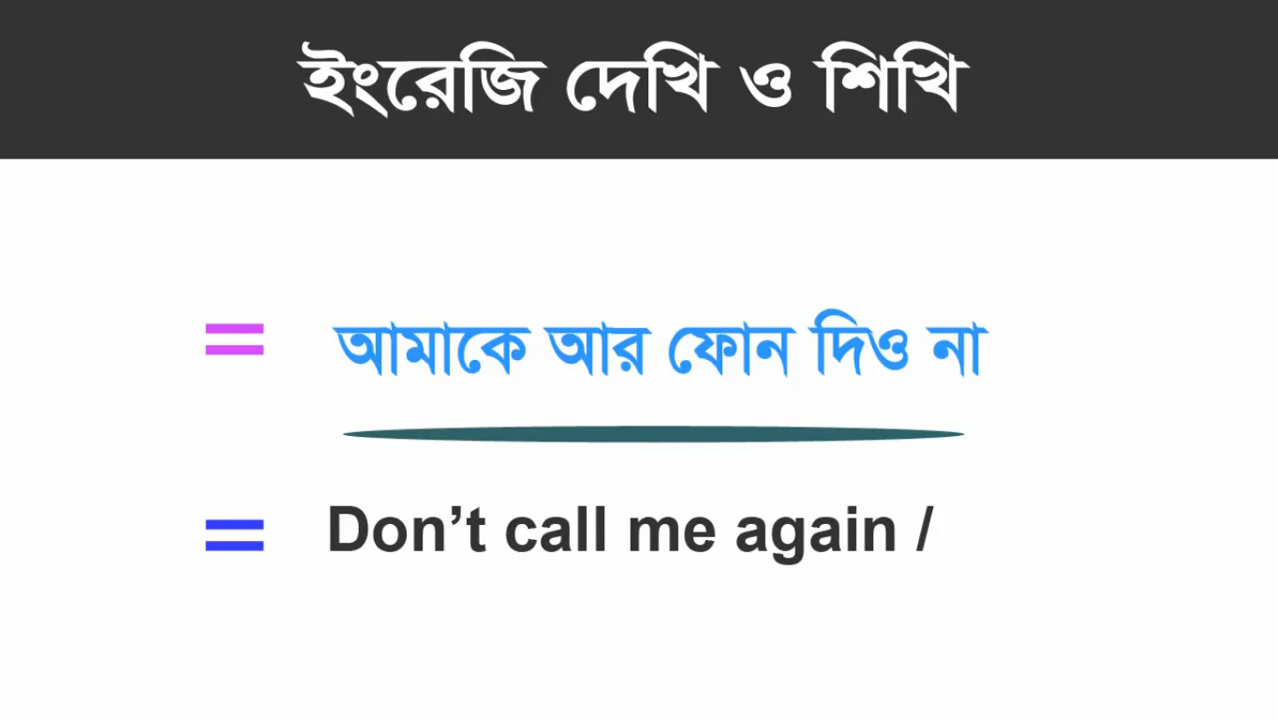 ইংরেজি দেখি ও শিখি
= আমাকে আর ফোন দিও না
= Don’t call me again /